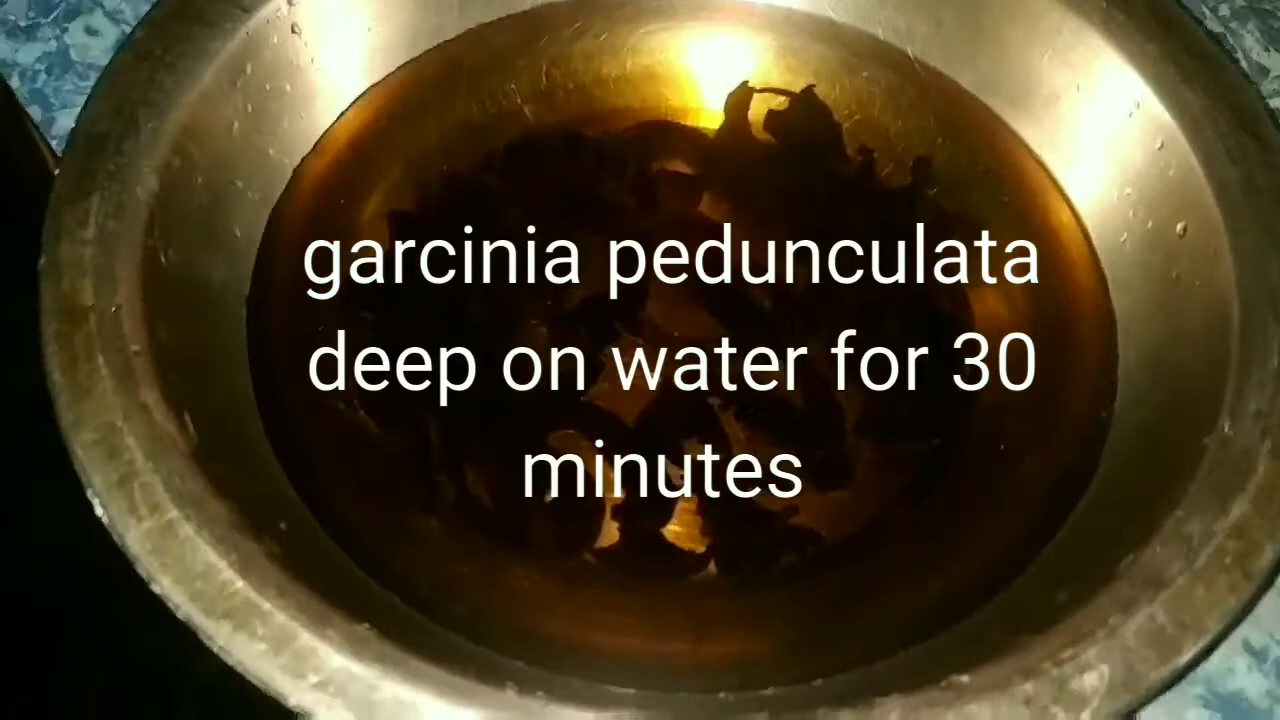 garcinia pedunculata
deep on water for 30
minutes